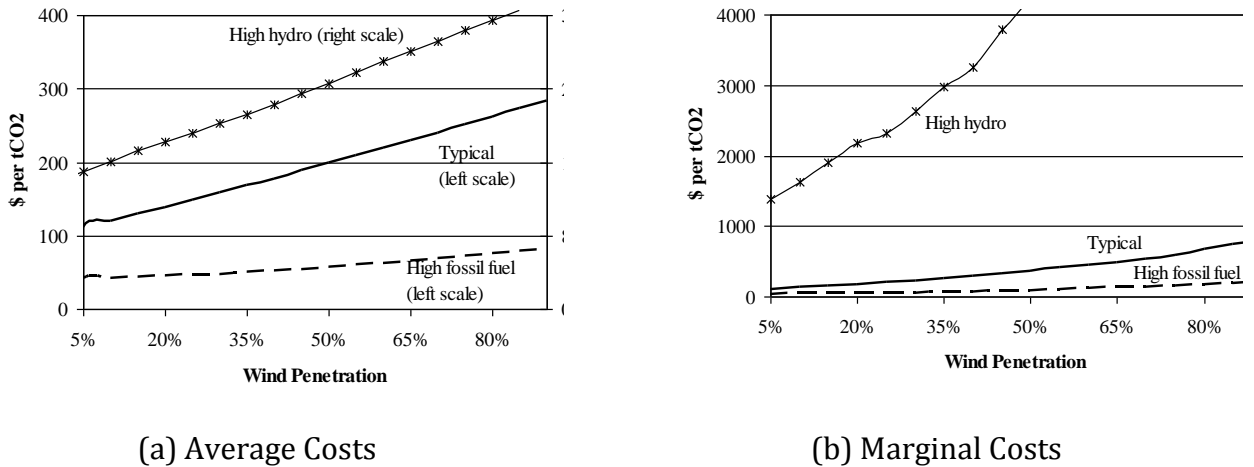 400
300
200
100
0
$ per tCO2
High hydro (right scale)
Typical
(left scale)
High fossil fuel
(left scale)
5% 20% 35% 50% 65% 80%
Wind Penetration
(a) Average Costs
4000
3000
2000
1000
0
$ per tCO2
High hydro
Typical
High fossil fuel
5% 20% 35% 50% 65% 80%
Wind Penetration
(b) Marginal Costs